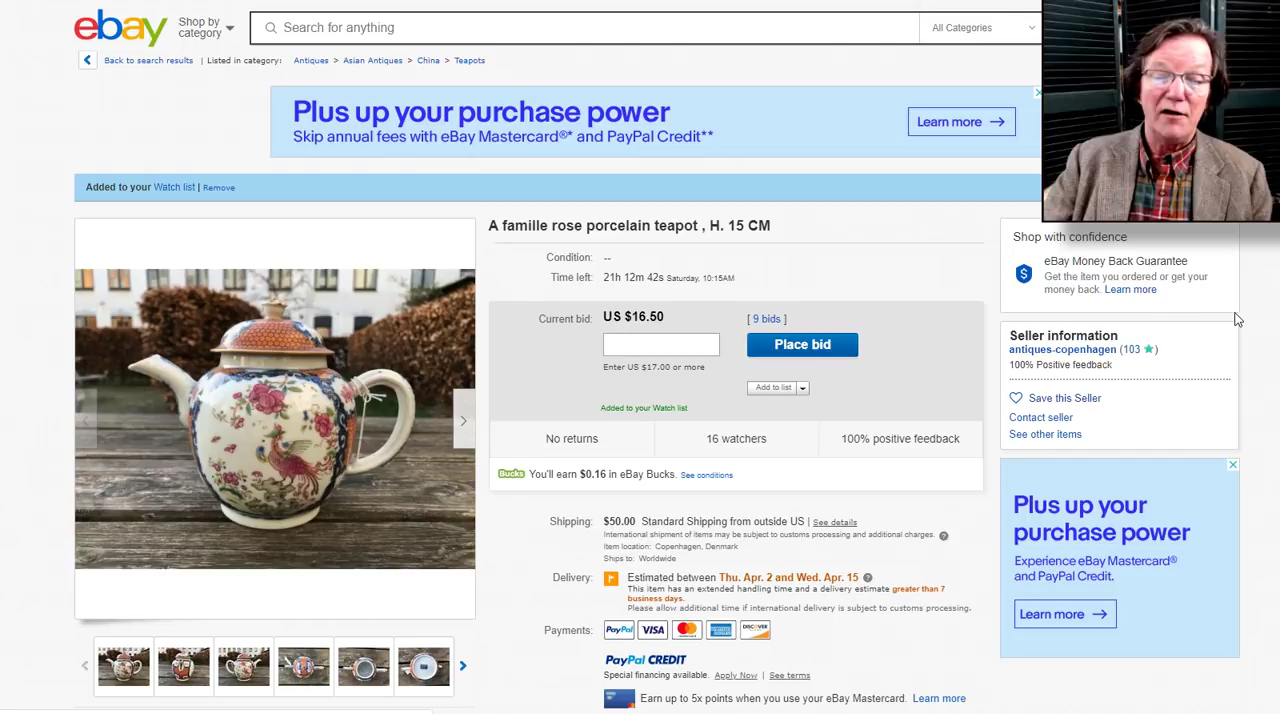 ebay
Shop by
category
Search for anything
All Categories
Back to search results | Listed in category: Antiques > Asian Antiques > China > Teapots
Plus up your purchase power
Skip annual fees with eBay Mastercard®* and PayPal Credit**
Learn more
Added to your Watch list | Remove
A famille rose porcelain teapot , H. 15 CM
Condition: --
Time left: 21h 12m 42s Saturday, 10:15AM
Current bid: US $16.50 [ 9 bids ]
Place bid
Enter US $17.00 or more
Add to list
Added to your Watch list
No returns 16 watchers 100% positive feedback
Bucks You'll earn $0.16 in eBay Bucks. See conditions
Shipping: $50.00 Standard Shipping from outside US | See details
International shipment of items may be subject to customs processing and additional charges.
Item location: Copenhagen, Denmark
Ships to: Worldwide
Delivery: Estimated between Thu. Apr. 2 and Wed. Apr. 15
This item has an extended handling time and a delivery estimate greater than 7
business days.
Please allow additional time if international delivery is subject to customs processing.
Payments: PayPal VISA DISCOVER
PayPal CREDIT
Special financing available. Apply Now | See terms
Earn up to 5x points when you use your eBay Mastercard. Learn more
Shop with confidence
eBay Money Back Guarantee
Get the item you ordered or get your
money back. Learn more
Seller information
antiques-copenhagen (103 )
100% Positive feedback
Save this Seller
Contact seller
See other items
Plus up your
purchase power
Experience eBay Mastercard®
and PayPal Credit.
Learn more